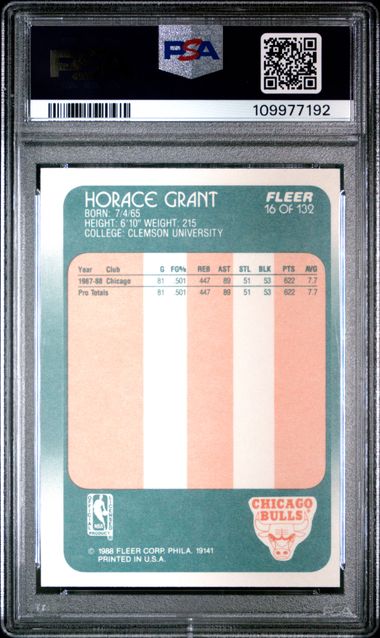 PSA
109977192
HORACE GRANT
FLEER
BORN: 7/4/65
16 OF 132
HEIGHT: 6'10" WEIGHT: 215
COLLEGE: CLEMSON UNIVERSITY
Year Club G FG% REB AST STL BLK PTS AVG
1987-88 Chicago 81 .501 447 89 51 53 622 7.7
Pro Totals 81 .501 447 89 51 53 622 7.7
NBA
PRODUCT
CHICAGO
BULLS
© 1988 FLEER CORP. PHILA. 19141
PRINTED IN U.S.A.
PSA